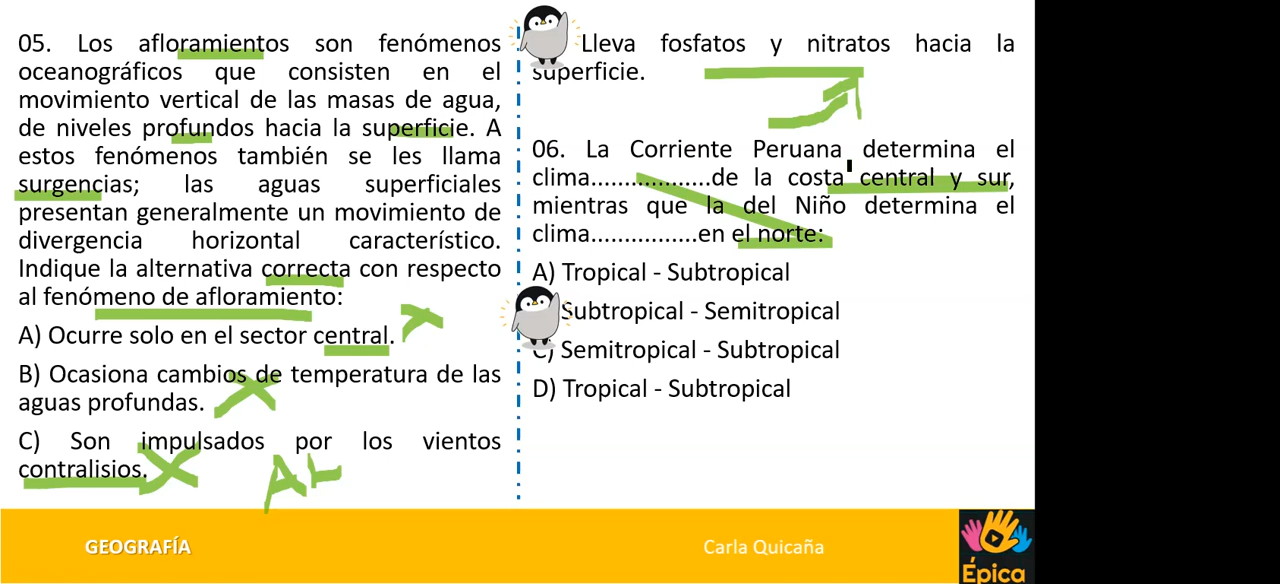 05. Los afloramientos son fenómenos
oceanográficos que consisten en el
movimiento vertical de las masas de agua,
de niveles profundos hacia la superficie. A
estos fenómenos también se les llama
surgencias; las aguas superficiales
presentan generalmente un movimiento de
divergencia horizontal característico.
Indique la alternativa correcta con respecto
al fenómeno de afloramiento:
A) Ocurre solo en el sector central.
B) Ocasiona cambios de temperatura de las
aguas profundas.
C) Son impulsados por los vientos
contralisios.
AL
Lleva fosfatos y nitratos hacia la
superficie.
06. La Corriente Peruana determina el
clima..................de la costa central y sur,
mientras que la del Niño determina el
clima................en el norte:
A) Tropical - Subtropical
Subtropical - Semitropical
C) Semitropical - Subtropical
D) Tropical - Subtropical
GEOGRAFÍA
Carla Quicaña
Épica